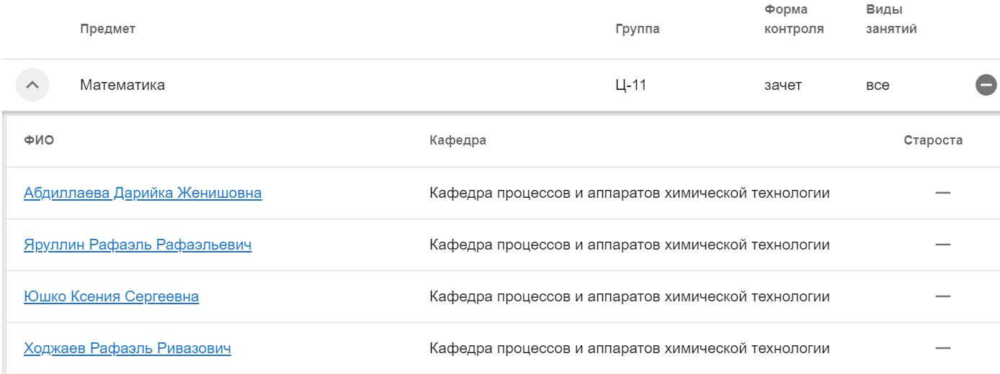 Предмет Группа Форма контроля Виды занятий
Математика Ц-11 зачет все
ФИО Кафедра Староста
Абдиллаева Дарийка Женишовна Кафедра процессов и аппаратов химической технологии —
Яруллин Рафаэль Рафаэльевич Кафедра процессов и аппаратов химической технологии —
Юшко Ксения Сергеевна Кафедра процессов и аппаратов химической технологии —
Ходжаев Рафаэль Ривазович Кафедра процессов и аппаратов химической технологии —